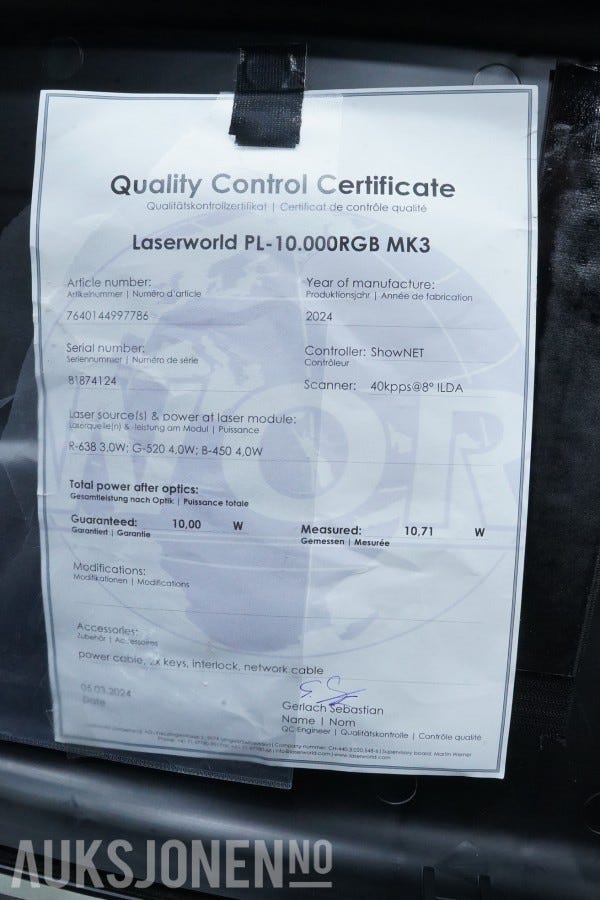 Quality Control Certificate
Qualitätskontrollzertifikat | Certificat de contrôle qualité
Laserworld PL-10.000RGB MK3
Article number:
Artikelnummer | Numéro d'article
7640144997786
Year of manufacture:
Produktionsjahr | Année de fabrication
2024
Serial number:
Seriennummer | Numéro de série
81874124
Controller: ShowNET
Contrôleur
Scanner: 40kpps@8° ILDA
Laser source(s) & power at laser module:
Laserquelle(n) & -leistung am Modul | Puissance
R-638 3,0W; G-520 4,0W; B-450 4,0W
Total power after optics:
Gesamtleistung nach Optik | Puissance totale
Guaranteed: 10,00 W
Garantiert | Garantie
Measured: 10,71 W
Gemessen | Mesurée
Modifications:
Modifikationen | Modifications
Accessories:
Zubehör | Accessoires
power cable, keys, interlock, network cable
05.03.2024
Date
Gerlach Sebastian
Name | Nom
QC Engineer | Qualitätskontrolle | Contrôle qualité
WOR
AUKSJONEN NO